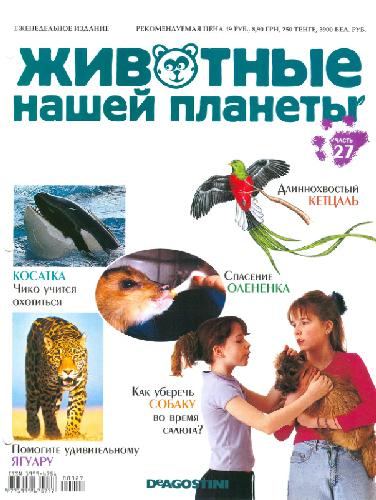 ЕЖЕНЕДЕЛЬНОЕ ИЗДАНИЕ
РЕКОМЕНДУЕМАЯ ЦЕНА 49 РУБ., 8,90 ГРН, 250 ТЕНГЕ, 3900 БЕЛ. РУБ.
ЖИВОТНЫЕ
НАШЕЙ ПЛАНЕТЫ
ЧАСТЬ
27
ДЛИННОХВОСТЫЙ
КЕТЦАЛЬ
КОСАТКА
Чико учится
охотиться
Спасение
ОЛЕНЕНКА
Как уберечь
СОБАКУ
во время
салюта?
Помогите удивительному
ЯГУАРУ
00127
DeAGOSTINI